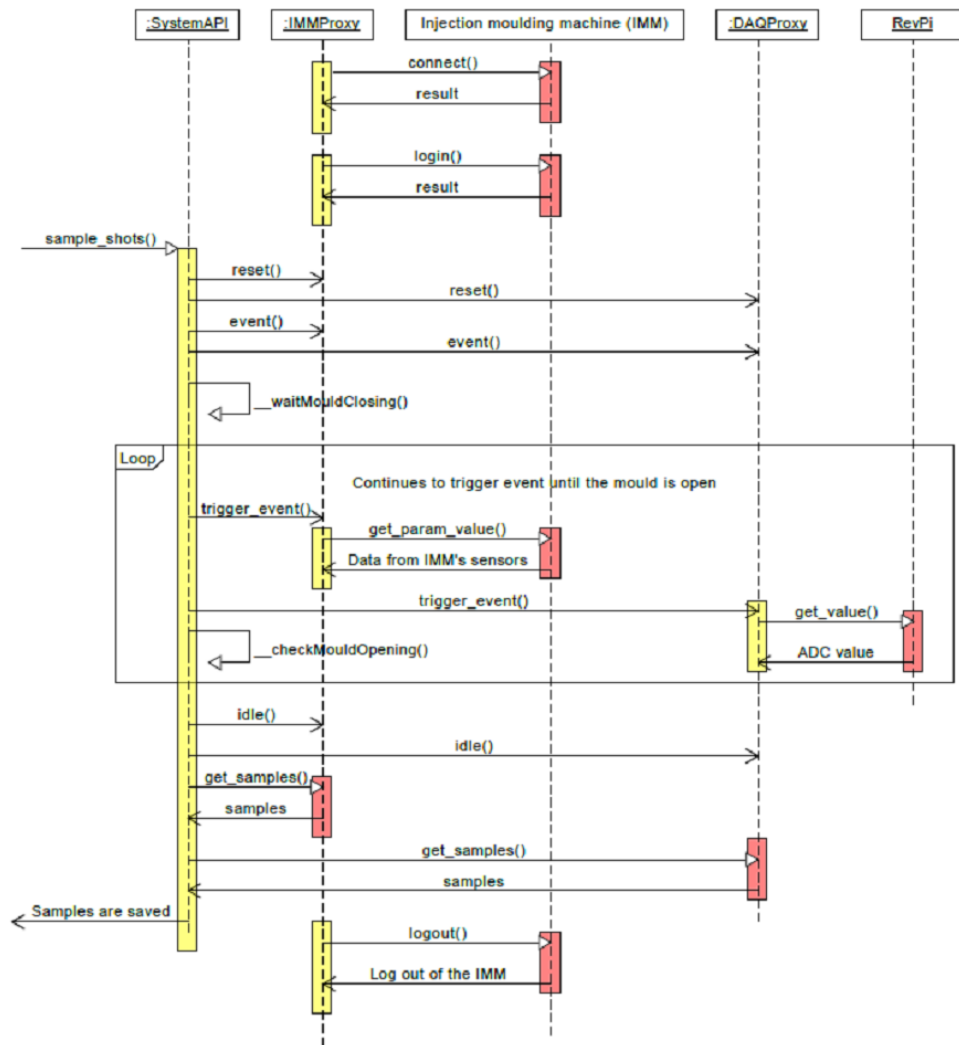 :SystemAPI
:IMMProxy
Injection moulding machine (IMM)
:DAQProxy
RevPi
connect()
result
login()
result
sample_shots()
reset()
reset()
event()
event()
__waitMouldClosing()
Loop
Continues to trigger event until the mould is open
trigger_event()
get_param_value()
Data from IMM's sensors
trigger_event()
get_value()
__checkMouldOpening()
ADC value
idle()
idle()
get_samples()
samples
get_samples()
samples
Samples are saved
logout()
Log out of the IMM